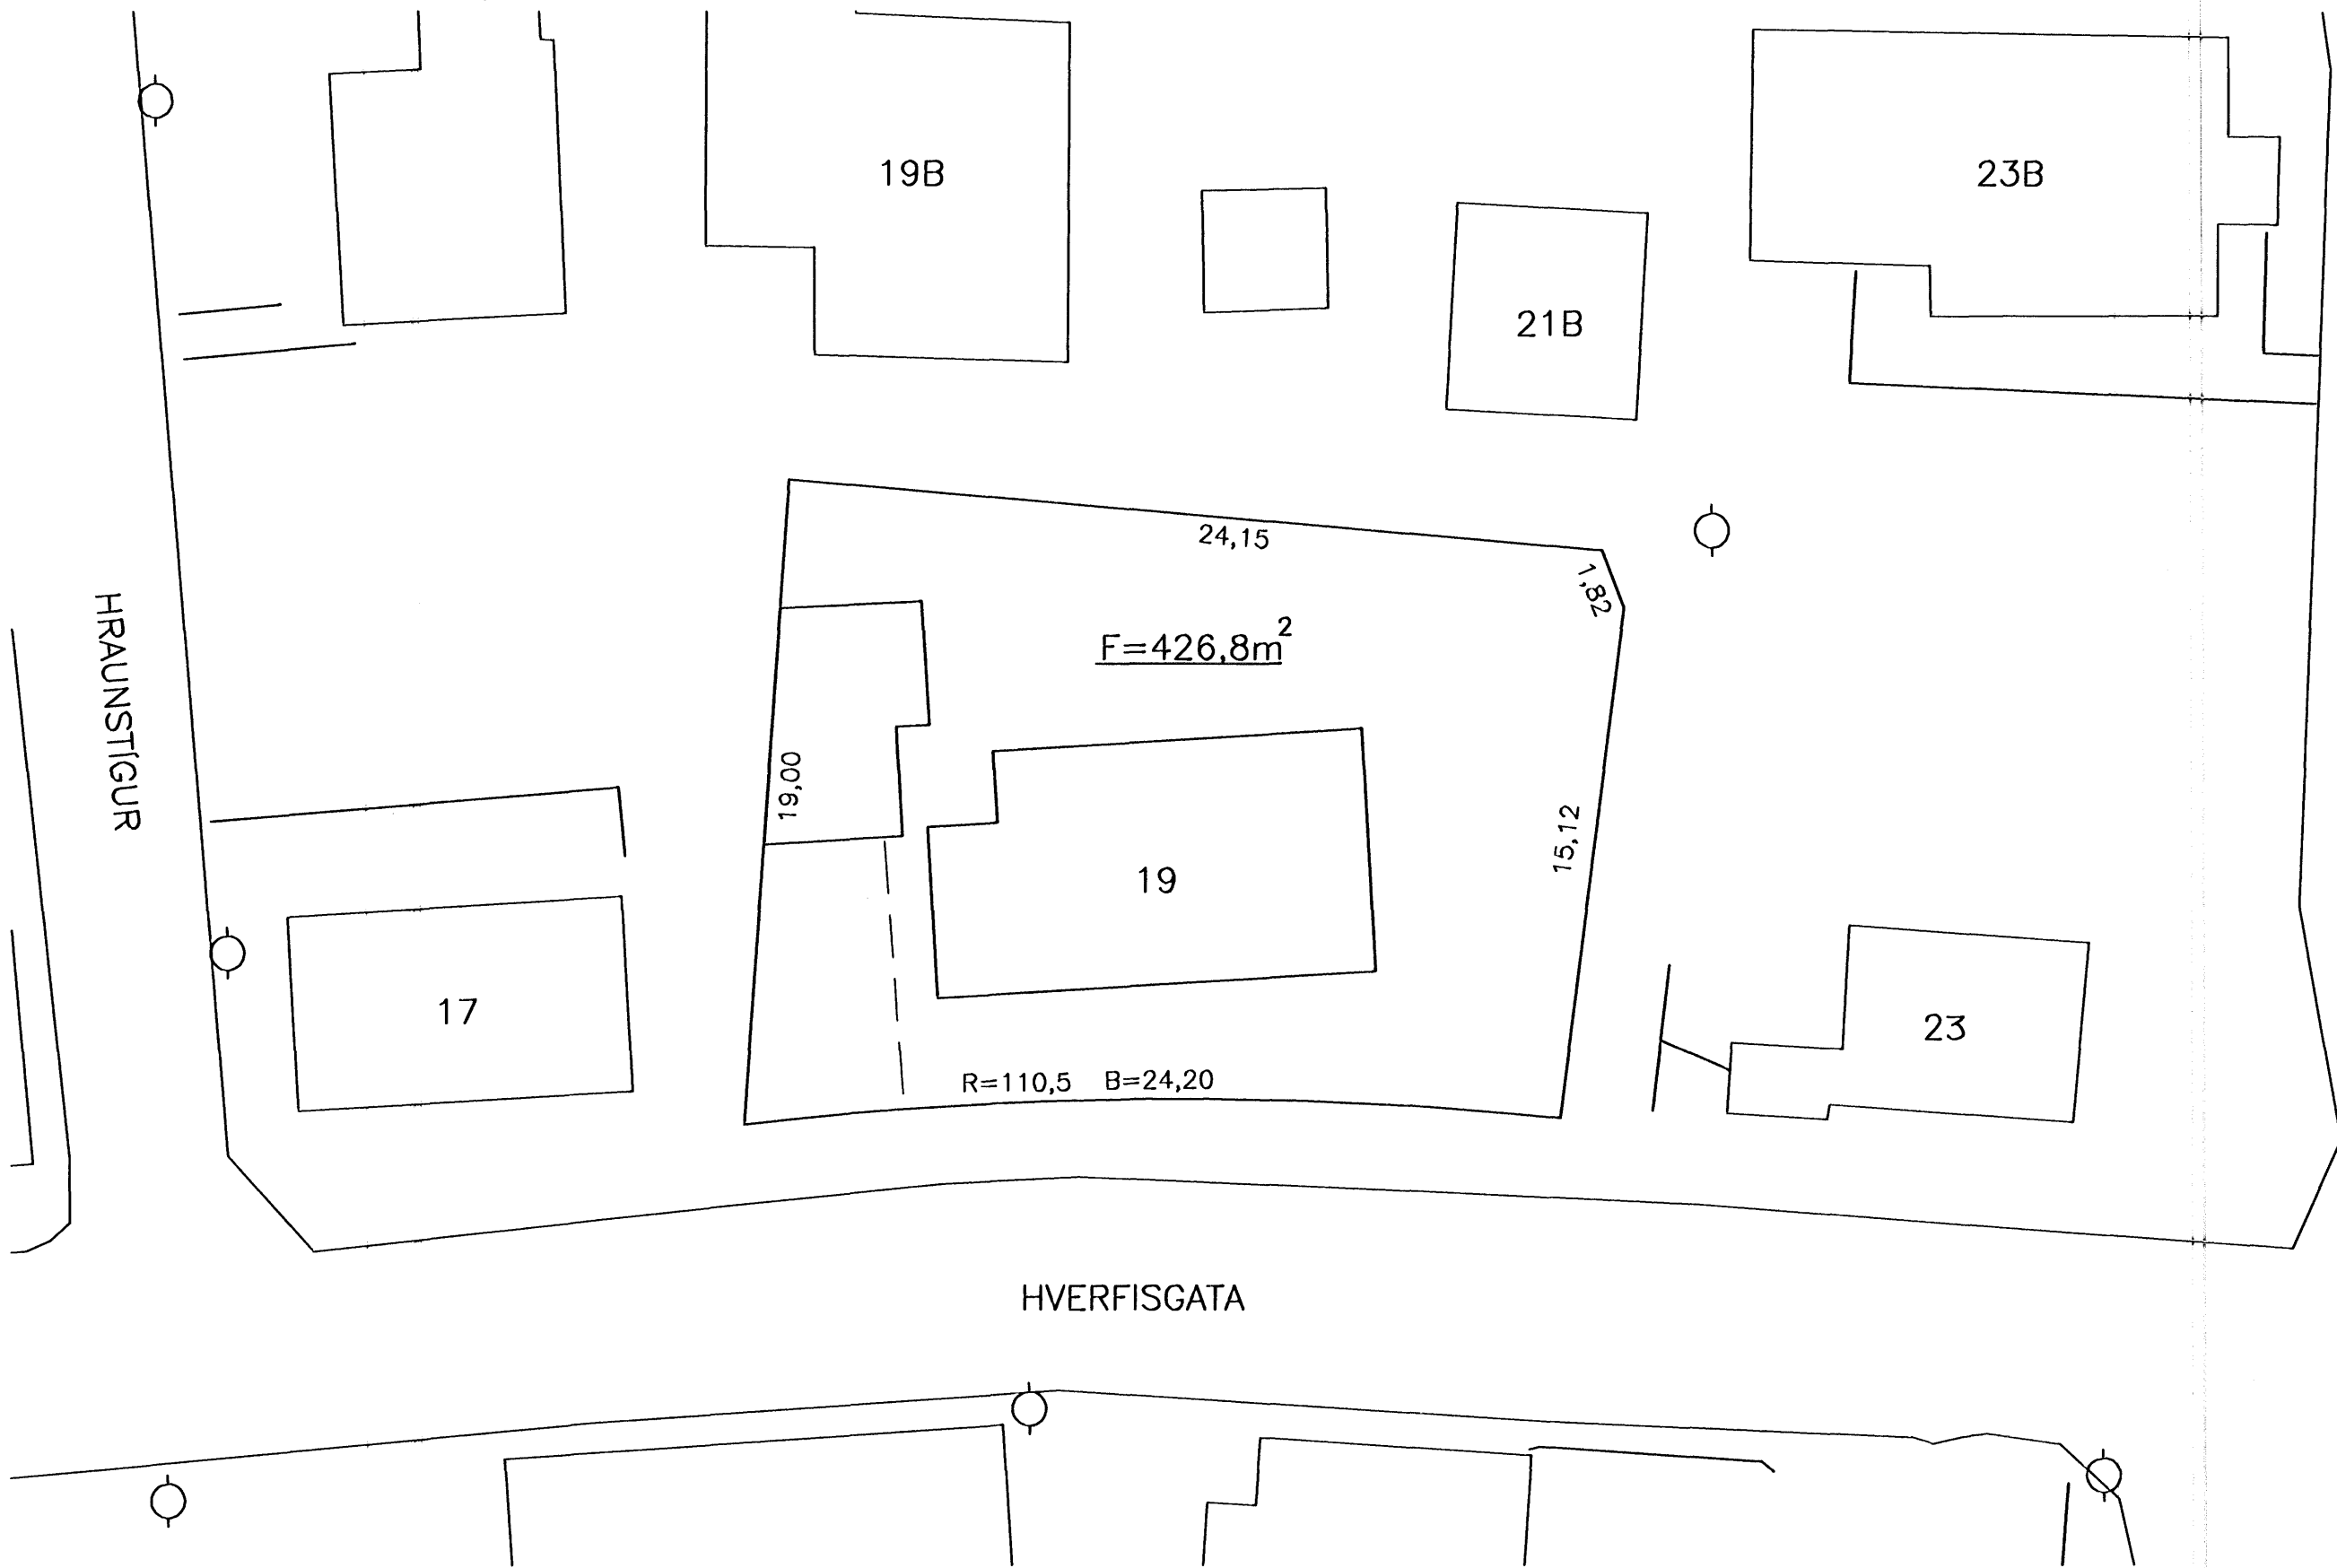 19B
23B
21B
24,15
1,82
F=426,8m²
HRAUNSTÍGUR
19,00
15,12
19
17
23
R=110,5 B=24,20
HVERFISGATA